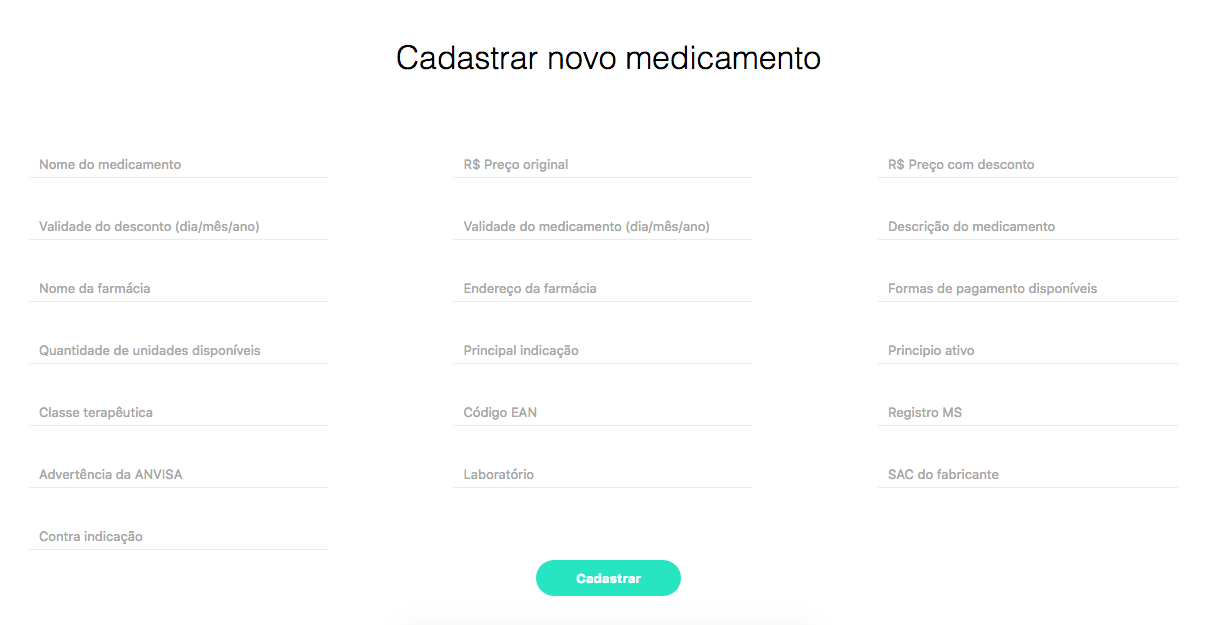 Cadastrar novo medicamento
Nome do medicamento
R$ Preço original
R$ Preço com desconto
Validade do desconto (dia/mês/ano)
Validade do medicamento (dia/mês/ano)
Descrição do medicamento
Nome da farmácia
Endereço da farmácia
Formas de pagamento disponíveis
Quantidade de unidades disponíveis
Principal indicação
Principio ativo
Classe terapêutica
Código EAN
Registro MS
Advertência da ANVISA
Laboratório
SAC do fabricante
Contra indicação
Cadastrar